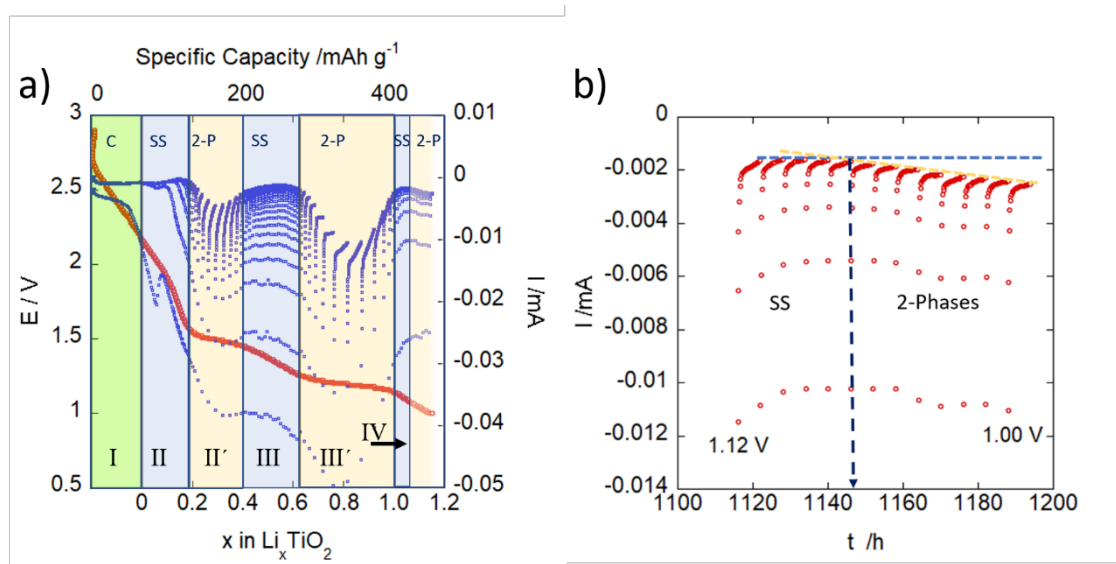 a)
Specific Capacity /mAh g⁻¹
0 200 400
3 2.5 2 1.5 1 0.5
E / V
C SS 2-P SS 2-P SS 2-P
I II II´ III III´ IV
0.01 0 -0.01 -0.02 -0.03 -0.04 -0.05
I /mA
0 0.2 0.4 0.6 0.8 1.0 1.2
x in LiₓTiO₂
b)
0
-0.002
-0.004
-0.006
-0.008
-0.01
-0.012
-0.014
I /mA
SS 2-Phases
1.12 V 1.00 V
1100 1120 1140 1160 1180 1200
t /h